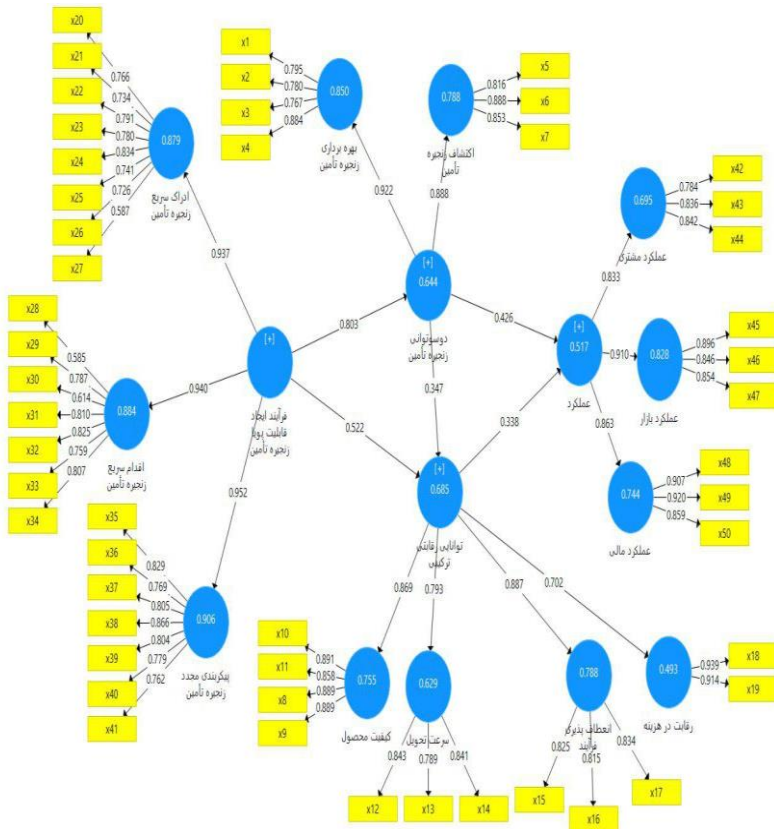 x20
x21
x22
x23
x24
x25
x26
x27
0.766
0.734
0.791
0.780
0.834
0.741
0.726
0.587
0.879
ادراک سریع
زنجیره تأمین
x1
x2
x3
x4
0.795
0.780
0.767
0.884
0.850
بهره برداری
زنجیره تأمین
x5
x6
x7
0.816
0.888
0.853
0.788
اکتشاف زنجیره
تأمین
0.922
0.888
0.937
[+]
0.644
دوسوتوانی
زنجیره تأمین
0.803
0.426
0.347
x42
x43
x44
0.784
0.836
0.842
0.695
عملکرد مشتری
0.833
[+]
0.517
عملکرد
0.910
x45
x46
x47
0.896
0.846
0.854
0.828
عملکرد بازار
0.863
x48
x49
x50
0.907
0.920
0.859
0.744
عملکرد مالی
x28
x29
x30
x31
x32
x33
x34
0.585
0.787
0.614
0.810
0.825
0.759
0.807
0.884
اقدام سریع
زنجیره تأمین
0.940
[+]
فرآیند ایجاد
قابلیت پویا
زنجیره تأمین
0.522
0.338
0.952
[+]
0.685
توانایی رقابتی
ترکیبی
x35
x36
x37
x38
x39
x40
x41
0.829
0.769
0.805
0.866
0.804
0.779
0.762
0.906
پیکربندی مجدد
زنجیره تأمین
0.869
0.793
0.887
0.702
x10
x11
x8
x9
0.891
0.858
0.889
0.889
0.755
کیفیت محصول
0.629
سرعت تحویل
0.843
0.789
0.841
x12
x13
x14
0.788
انعطاف پذیری
فرآیند
0.825
0.815
0.834
x15
x16
x17
0.493
رقابت در هزینه
0.939
0.914
x18
x19